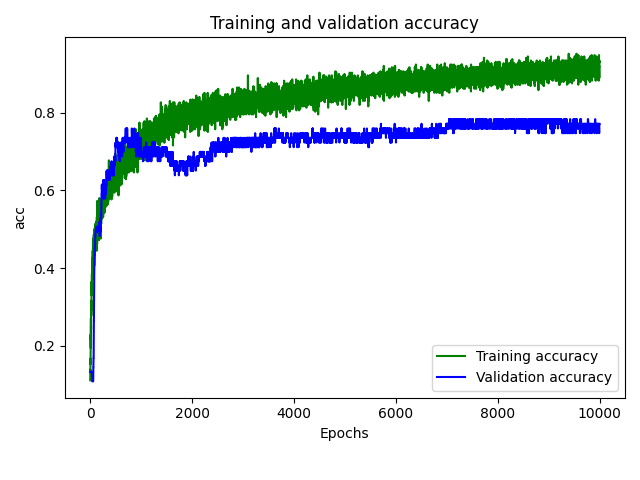 Training and validation accuracy
acc
0.8
0.6
0.4
0.2
Training accuracy
Validation accuracy
0
2000
4000
6000
8000
10000
Epochs